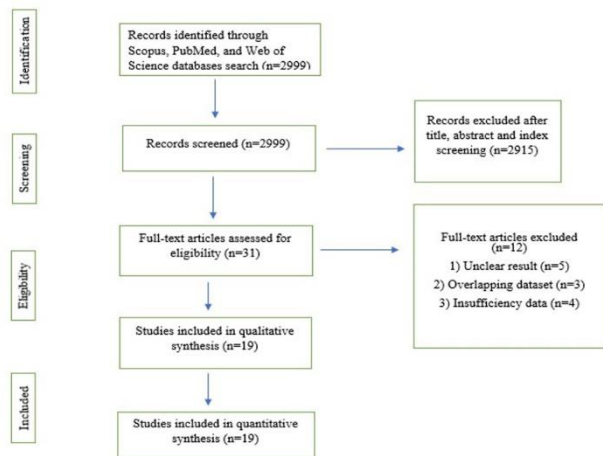 Identification
Records identified through
Scopus, PubMed, and Web of
Science databases search (n=2999)
Screening
Records screened (n=2999)
Records excluded after
title, abstract and index
screening (n=2915)
Eligibility
Full-text articles assessed for
eligibility (n=31)
Full-text articles excluded
(n=12)
1) Unclear result (n=5)
2) Overlapping dataset (n=3)
3) Insufficiency data (n=4)
Studies included in qualitative
synthesis (n=19)
Included
Studies included in quantitative
synthesis (n=19)